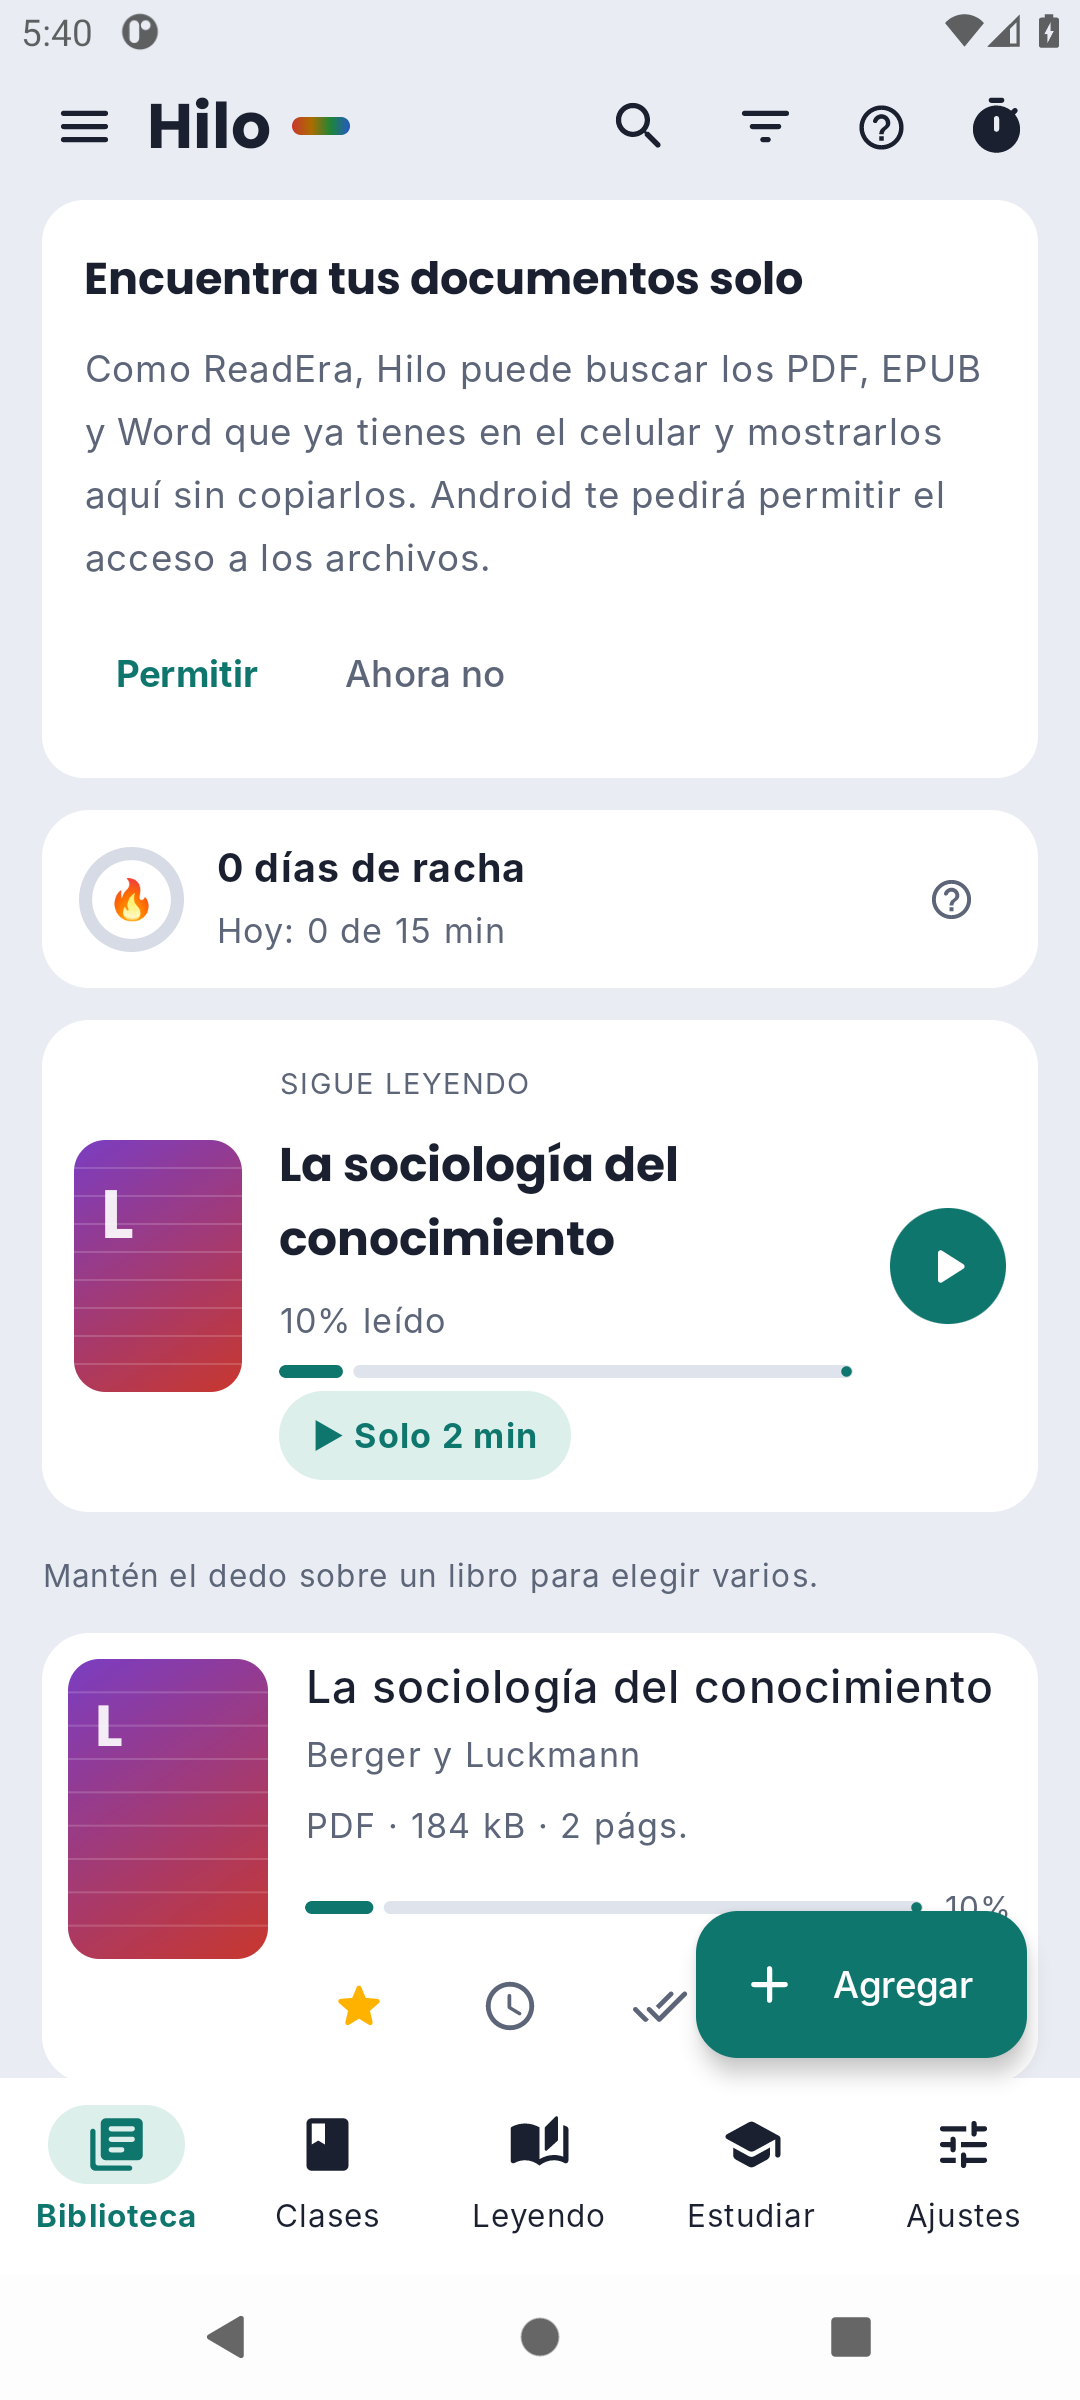 5:40
Hilo
Encuentra tus documentos solo
Como ReadEra, Hilo puede buscar los PDF, EPUB
y Word que ya tienes en el celular y mostrarlos
aquí sin copiarlos. Android te pedirá permitir el
acceso a los archivos.
Permitir
Ahora no
0 días de racha
Hoy: 0 de 15 min
SIGUE LEYENDO
L
La sociología del
conocimiento
10% leído
Solo 2 min
Mantén el dedo sobre un libro para elegir varios.
L
La sociología del conocimiento
Berger y Luckmann
PDF · 184 kB · 2 págs.
10%
Agregar
Biblioteca
Clases
Leyendo
Estudiar
Ajustes